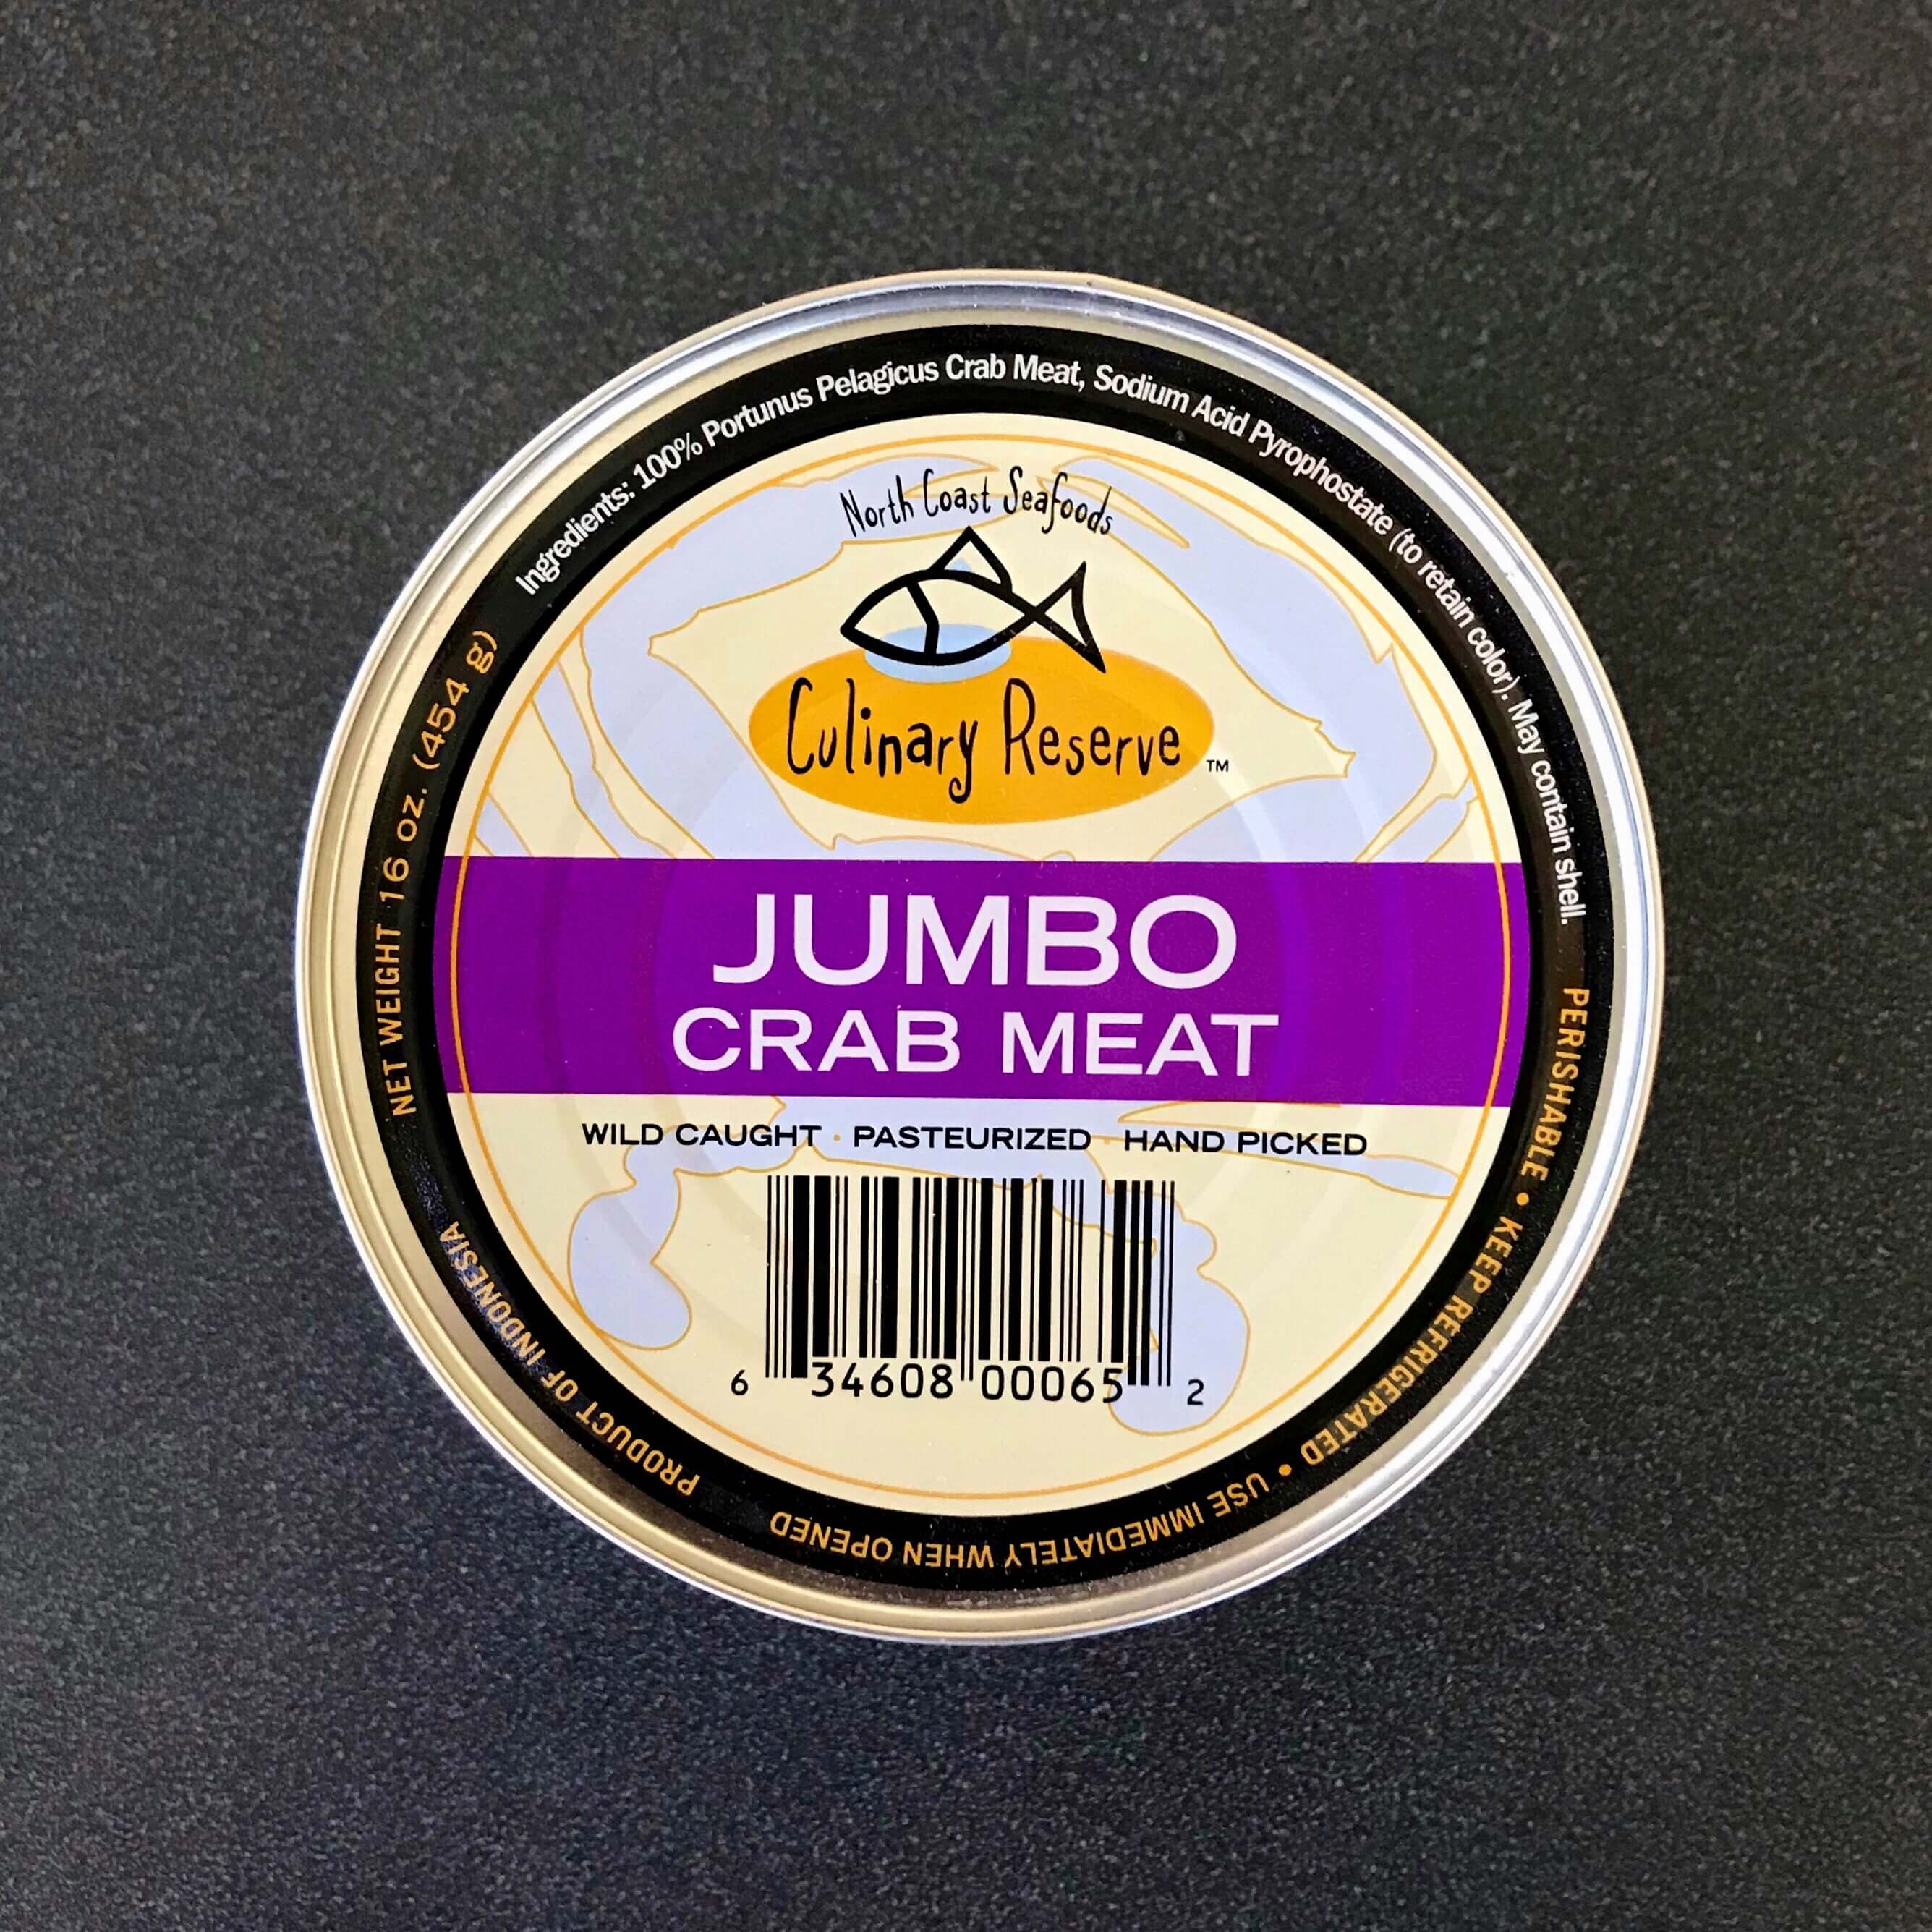 Ingredients: 100% Portunus Pelagicus Crab Meat, Sodium Acid Pyrophostate (to retain color). May contain shell.
North Coast Seafoods
Culinary Reserve ™
JUMBO
CRAB MEAT
WILD CAUGHT · PASTEURIZED · HAND PICKED
6 34608 00065 2
NET WEIGHT 16 oz. (454 g)
PERISHABLE • KEEP REFRIGERATED • USE IMMEDIATELY WHEN OPENED
PRODUCT OF INDONESIA